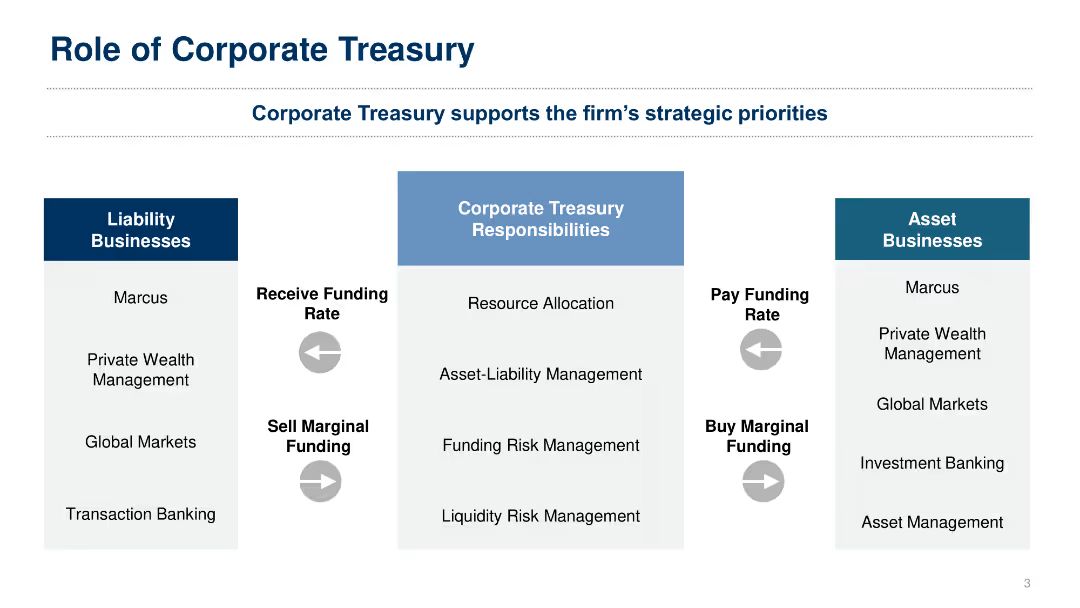 Role of Corporate Treasury
Corporate Treasury supports the firm's strategic priorities
Liability
Businesses
Marcus
Private Wealth
Management
Global Markets
Transaction Banking
Receive Funding
Rate
Sell Marginal
Funding
Corporate Treasury
Responsibilities
Resource Allocation
Asset-Liability Management
Funding Risk Management
Liquidity Risk Management
Pay Funding
Rate
Buy Marginal
Funding
Asset
Businesses
Marcus
Private Wealth
Management
Global Markets
Investment Banking
Asset Management
3